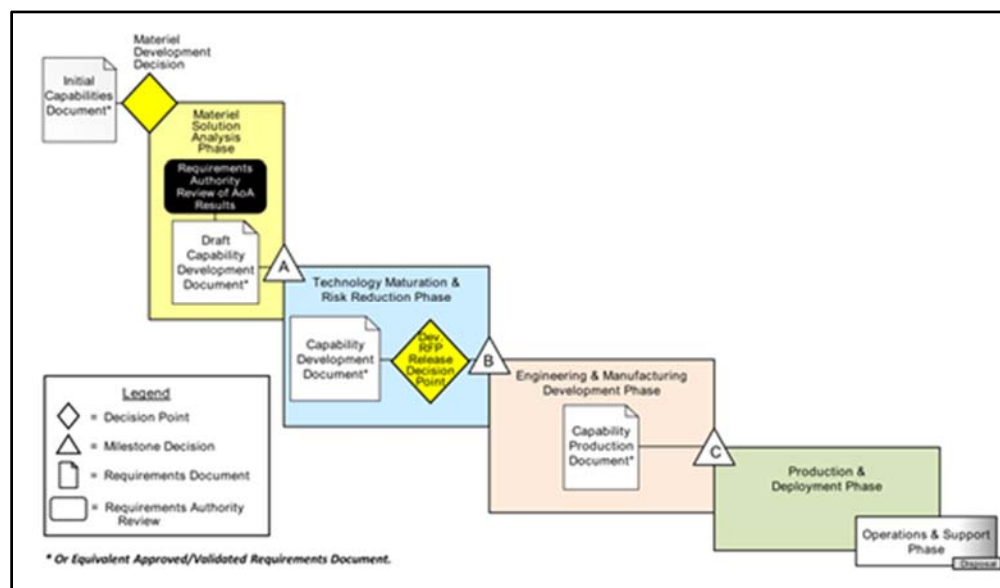 Materiel
Development
Decision
Initial
Capabilities
Document*
Materiel
Solution
Analysis
Phase
Requirements
Authority
Review of AoA
Results
Draft
Capability
Development
Document*
A
Technology Maturation &
Risk Reduction Phase
Capability
Development
Document*
Dev.
RFP
Release
Decision
Point
B
Engineering & Manufacturing
Development Phase
Capability
Production
Document*
C
Production &
Deployment Phase
Operations & Support
Phase
Disposal
Legend
= Decision Point
= Milestone Decision
= Requirements Document
= Requirements Authority
Review
* Or Equivalent Approved/Validated Requirements Document.